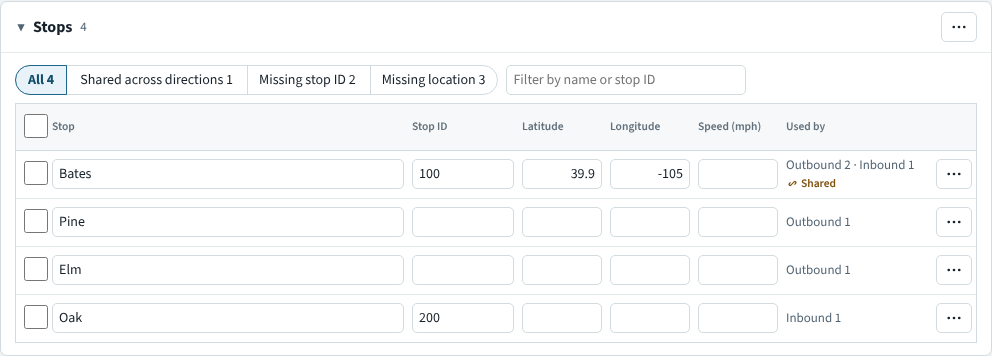 ▼ Stops 4 ···
All 4 Shared across directions 1 Missing stop ID 2 Missing location 3 Filter by name or stop ID
Stop Stop ID Latitude Longitude Speed (mph) Used by
Bates 100 39.9 -105 Outbound 2 · Inbound 1 ···
Shared
Pine Outbound 1 ···
Elm Outbound 1 ···
Oak 200 Inbound 1 ···